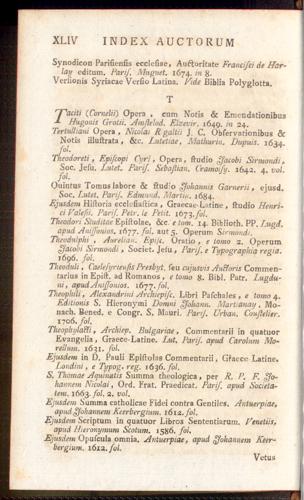 XLIV INDEX AUCTORUM
Synodicon Parisiensis ecclesiae, Auctoritate Francisci de Har-
lay editum. Paris. Muguet. 1674. in 8.
Versionis Syriacae Versio Latina. Vide Biblia Polyglotta.
T
Taciti (Cornelii) Opera, cum Notis & Emendationibus
Hugonis Grotii. Amstelod. Elzevir. 1649. in 24.
Tertulliani Opera, Nicolai Rigaltii J. C. Observationibus &
Notis illustrata, &c. Lutetiae, Mathurin. Dupuis. 1634.
fol.
Theodoreti, Episcopi Cyri, Opera, studio Jacobi Sirmondi,
Soc. Jesu. Lutet. Paris. Sebastian. Cramoisy. 1642. 4. vol.
fol.
Quintus Tomus labore & studio Johannis Garnerii, ejusd.
Soc. Lutet. Paris. Edmund. Martin. 1684.
Ejusdem Historia ecclesiastica, Graecae-Latine, studio Henri-
ci Valesii. Paris. Petr. le Petit. 1673. fol.
Theodori Studitae Epistolae, &c. e tom. 14. Biblioth. PP. Lugd.
apud Anissonios. 1677. fol. aut 5. Operum Sirmondi.
Theodulphi, Aurelian. Episc. Oratio, e tomo 2. Operum
Jacobi Sirmondi, Societ. Jesu, Paris. e Typographia regia.
1696. fol.
Theoduli, Caelesyriensis Presbyt. seu cujusvis Auctoris Commen-
tarius in Epist. ad Romanos, e tomo 8. Bibl. Patr. Lugdu-
ni, apud Anissonios. 1677. fol.
Theophili, Alexandrini Archiepisc. Libri Paschales, e tomo 4.
Editionis S. Hieronymi Domni Johann. Martianay, Mo-
nach. Bened. e Congr. S. Mauri. Paris. Urban. Coustelier.
1706. fol.
Theophylacti, Archiep. Bulgariae, Commentarii in quatuor
Evangelia, Graece-Latine. Lut. Paris. apud Carolum Mo-
rellum. 1631. fol.
Ejusdem in D. Pauli Epistolas Commentarii, Graece Latine.
Londini, e Typog. reg. 1636. fol.
S. Thomae Aquinatis Summa theologica, per R. P. F. Jo-
hannem Nicolai, Ord. Frat. Praedicat. Paris. apud Societa-
tem. 1663. fol. 2. vol.
Ejusdem Summa catholicae Fidei contra Gentiles. Antuerpiae,
apud Johannem Keerbergium. 1612. fol.
Ejusdem Scriptum in quatuor Libros Sententiarum. Venetiis,
apud Hieronymum Scotum. 1586. fol.
Ejusdem Opuscula omnia. Antuerpiae, apud Johannem Keer-
bergium. 1612. fol.
Vetus